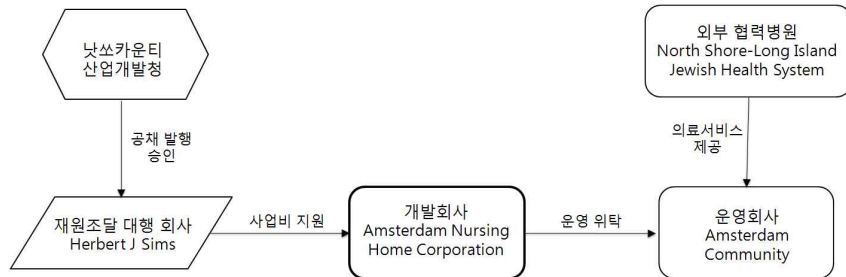 낫쏘카운티
산업개발청
외부 협력병원
North Shore-Long Island
Jewish Health System
공채 발행
승인
의료서비스
제공
재원조달 대행 회사
Herbert J Sims
사업비 지원
개발회사
Amsterdam Nursing
Home Corporation
운영 위탁
운영회사
Amsterdam
Community